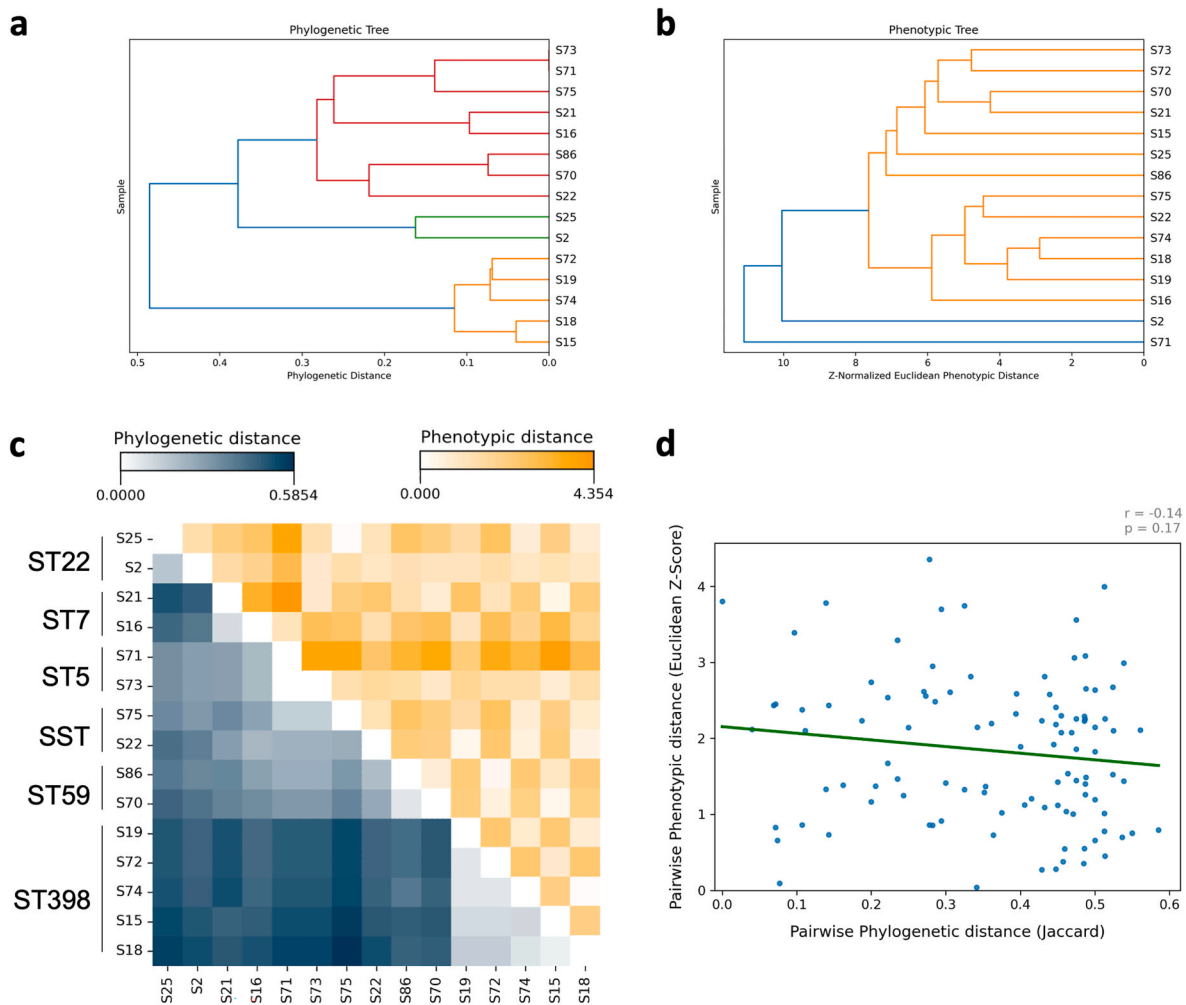 a
Phylogenetic Tree
Sample
S73
S71
S75
S21
S16
S86
S70
S22
S25
S2
S72
S19
S74
S18
S15
0.5 0.4 0.3 0.2 0.1 0.0
Phylogenetic Distance
b
Phenotypic Tree
Sample
S73
S72
S70
S21
S15
S25
S86
S75
S22
S74
S18
S19
S16
S2
S71
10 8 6 4 2 0
Z-Normalized Euclidean Phenotypic Distance
c
Phylogenetic distance
0.0000 0.5854
Phenotypic distance
0.000 4.354
ST22
ST7
ST5
SST
ST59
ST398
S25
S2
S21
S16
S71
S73
S75
S22
S86
S70
S19
S72
S74
S15
S18
S25 S2 S21 S16 S71 S73 S75 S22 S86 S70 S19 S72 S74 S15 S18
d
r = -0.14
p = 0.17
Pairwise Phenotypic distance (Euclidean Z-Score)
4
3
2
1
0
0.0 0.1 0.2 0.3 0.4 0.5 0.6
Pairwise Phylogenetic distance (Jaccard)